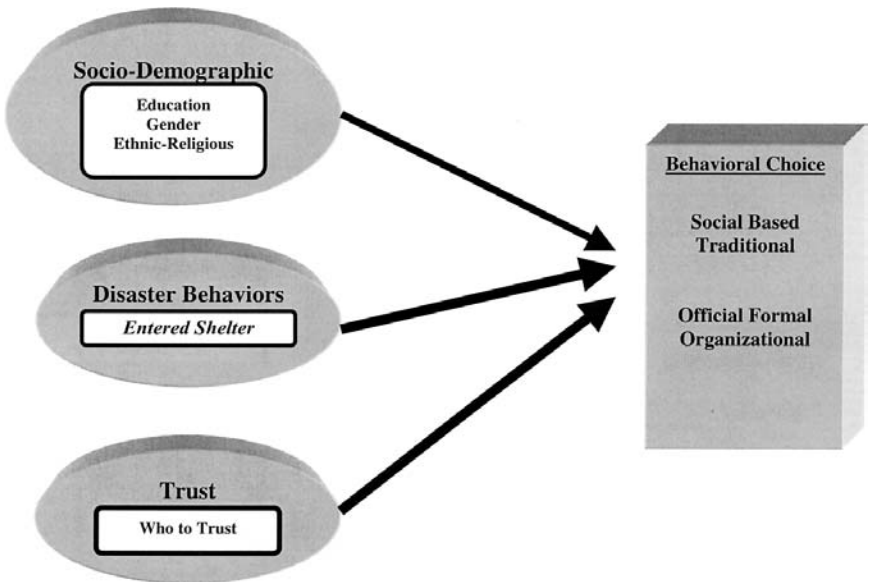 Socio-Demographic
Education
Gender
Ethnic-Religious
Disaster Behaviors
Entered Shelter
Trust
Who to Trust
Behavioral Choice
Social Based
Traditional
Official Formal
Organizational